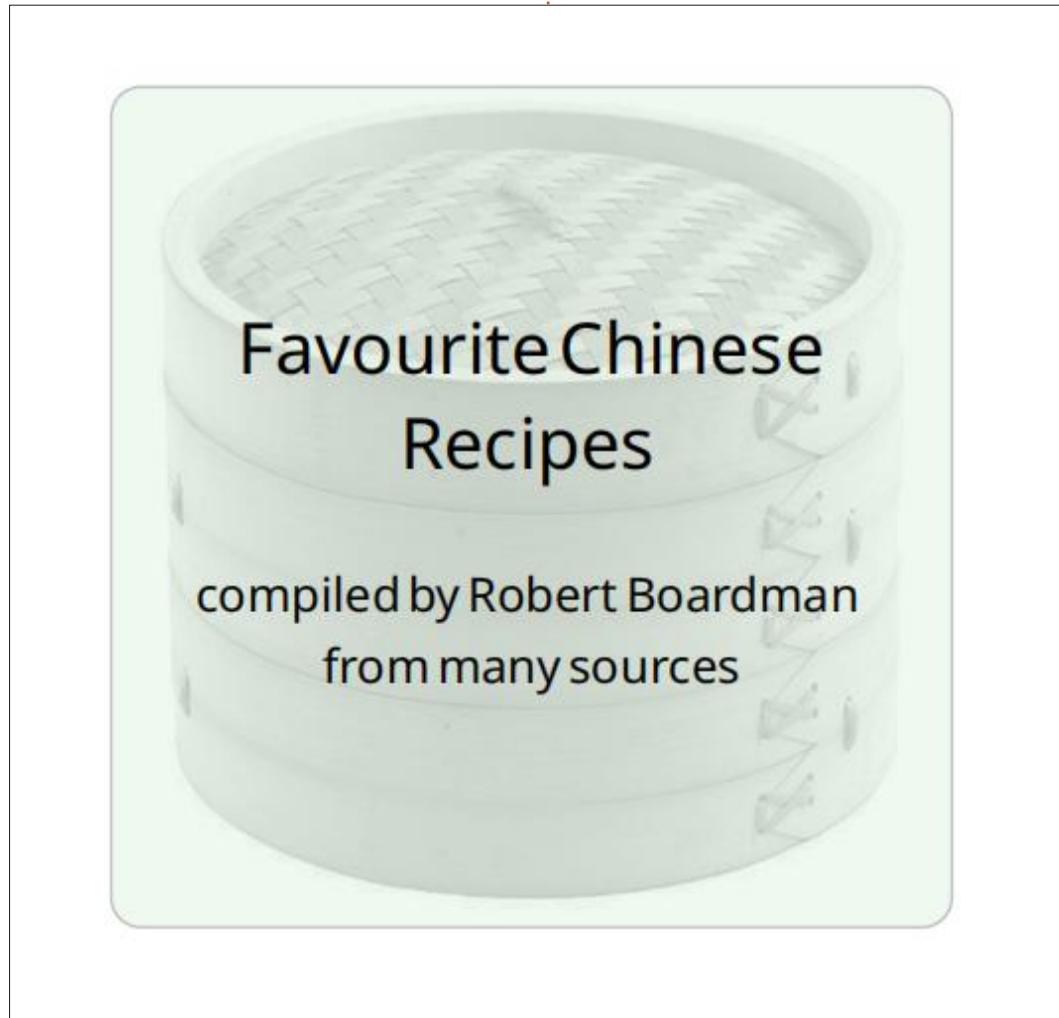 Favourite Chinese
Recipes
compiled by Robert Boardman
from many sources